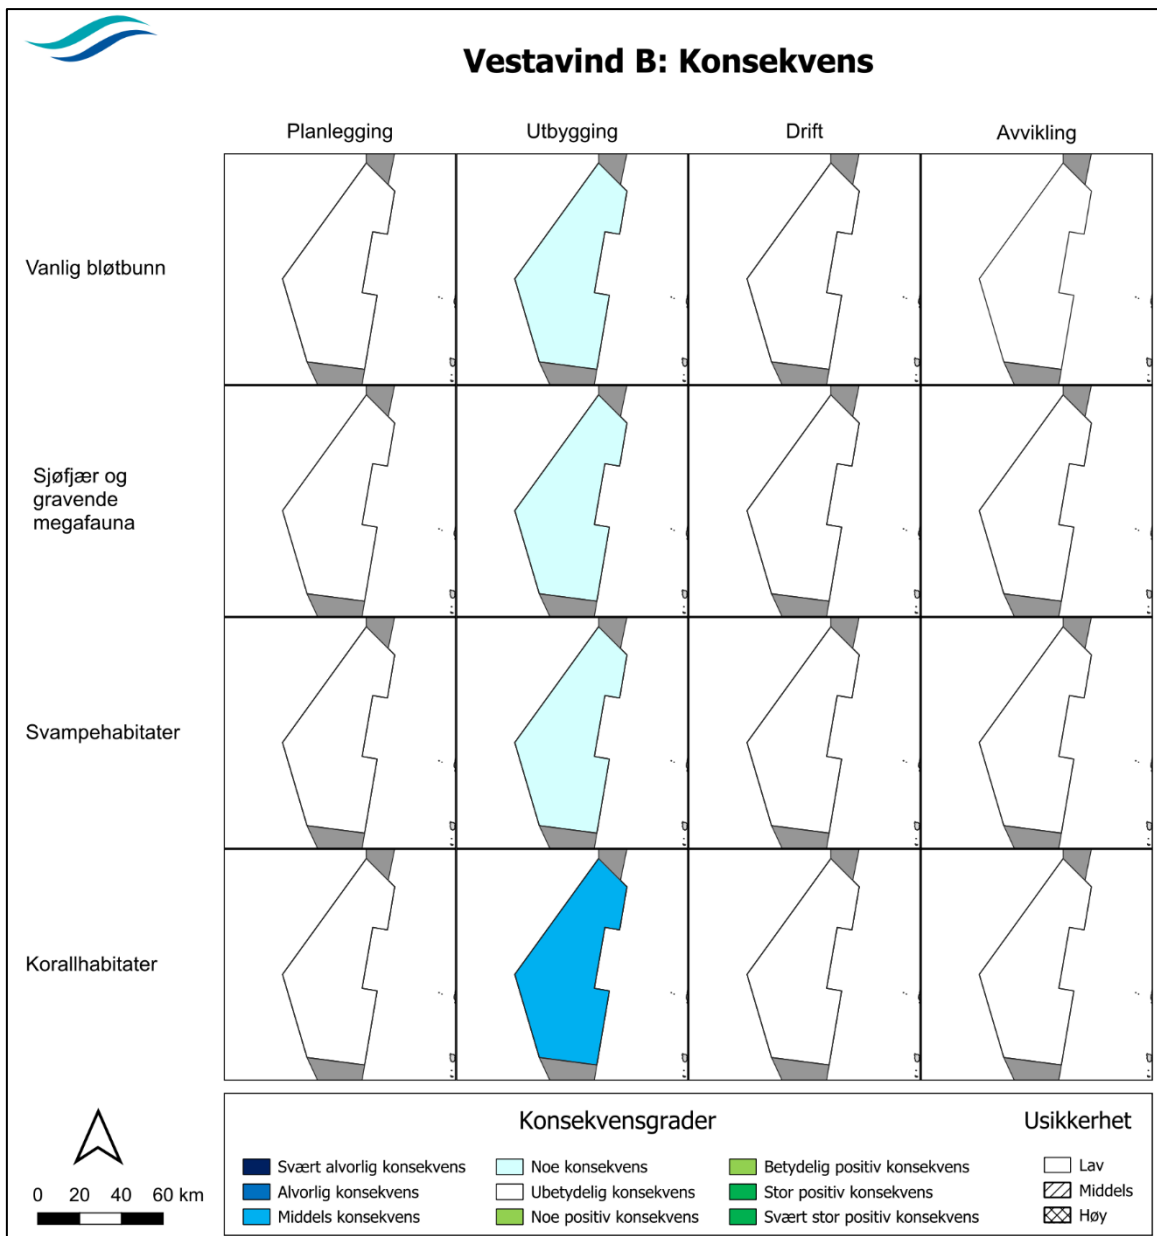 Vestavind B: Konsekvens
Planlegging Utbygging Drift Avvikling
Vanlig bløtbunn
Sjøfjær og
gravende
megafauna
Svampehabitater
Korallhabitater
0 20 40 60 km
Konsekvensgrader Usikkerhet
Svært alvorlig konsekvens Noe konsekvens Betydelig positiv konsekvens Lav
Alvorlig konsekvens Ubetydelig konsekvens Stor positiv konsekvens Middels
Middels konsekvens Noe positiv konsekvens Svært stor positiv konsekvens Høy